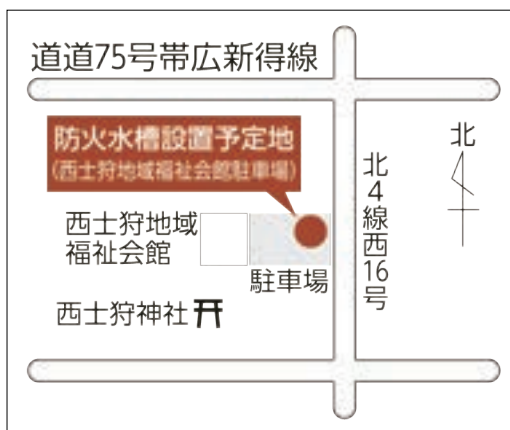 道道75号帯広新得線
防火水槽設置予定地
(西士狩地域福祉会館駐車場)
北
北4線西16号
西士狩地域
福祉会館
駐車場
西士狩神社